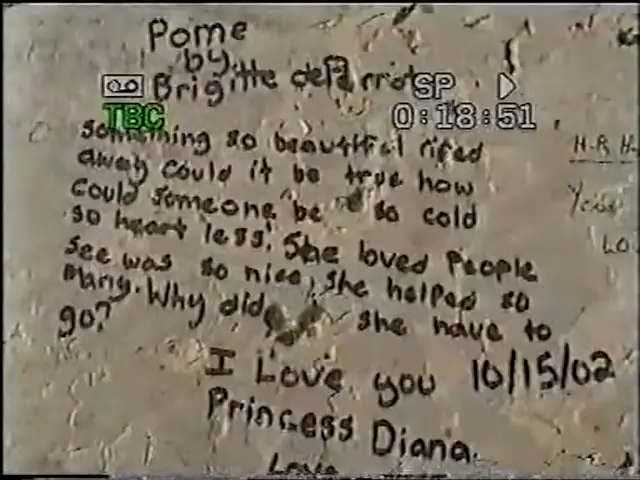 Pome
by
Brigitte
SP
TBC
0:18:51
something so beautiful riped
away could it be true how
could someone be so cold
so heart less. She loved People
see was so nice, she helped so
many. Why did she have to
go?
I Love you 10/15/02
Princess Diana
Love
H.R.H.